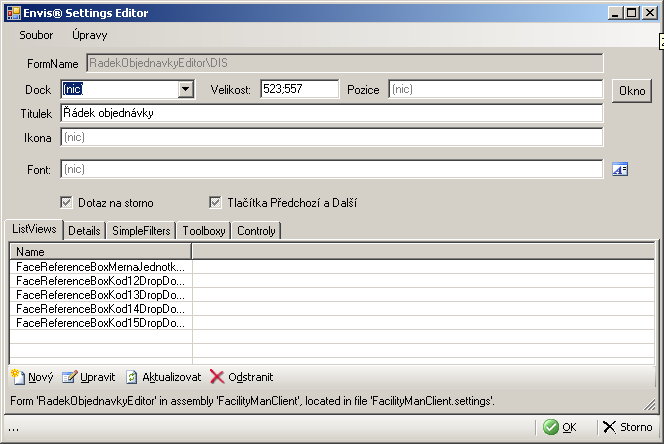 Envis® Settings Editor
Soubor Úpravy
FormName RadekObjednavkyEditor\DIS
Dock (nic) Velikost: 523;557 Pozice (nic) Okno
Titulek Řádek objednávky
Ikona (nic)
Font: (nic)
Dotaz na storno Tlačítka Předchozí a Další
ListViews Details SimpleFilters Toolboxy Controly
Name
FaceReferenceBoxMernaJednotk...
FaceReferenceBoxKod12DropDo...
FaceReferenceBoxKod13DropDo...
FaceReferenceBoxKod14DropDo...
FaceReferenceBoxKod15DropDo...
Nový Upravit Aktualizovat Odstranit
Form 'RadekObjednavkyEditor' in assembly 'FacilityManClient', located in file 'FacilityManClient.settings'.
... OK Storno